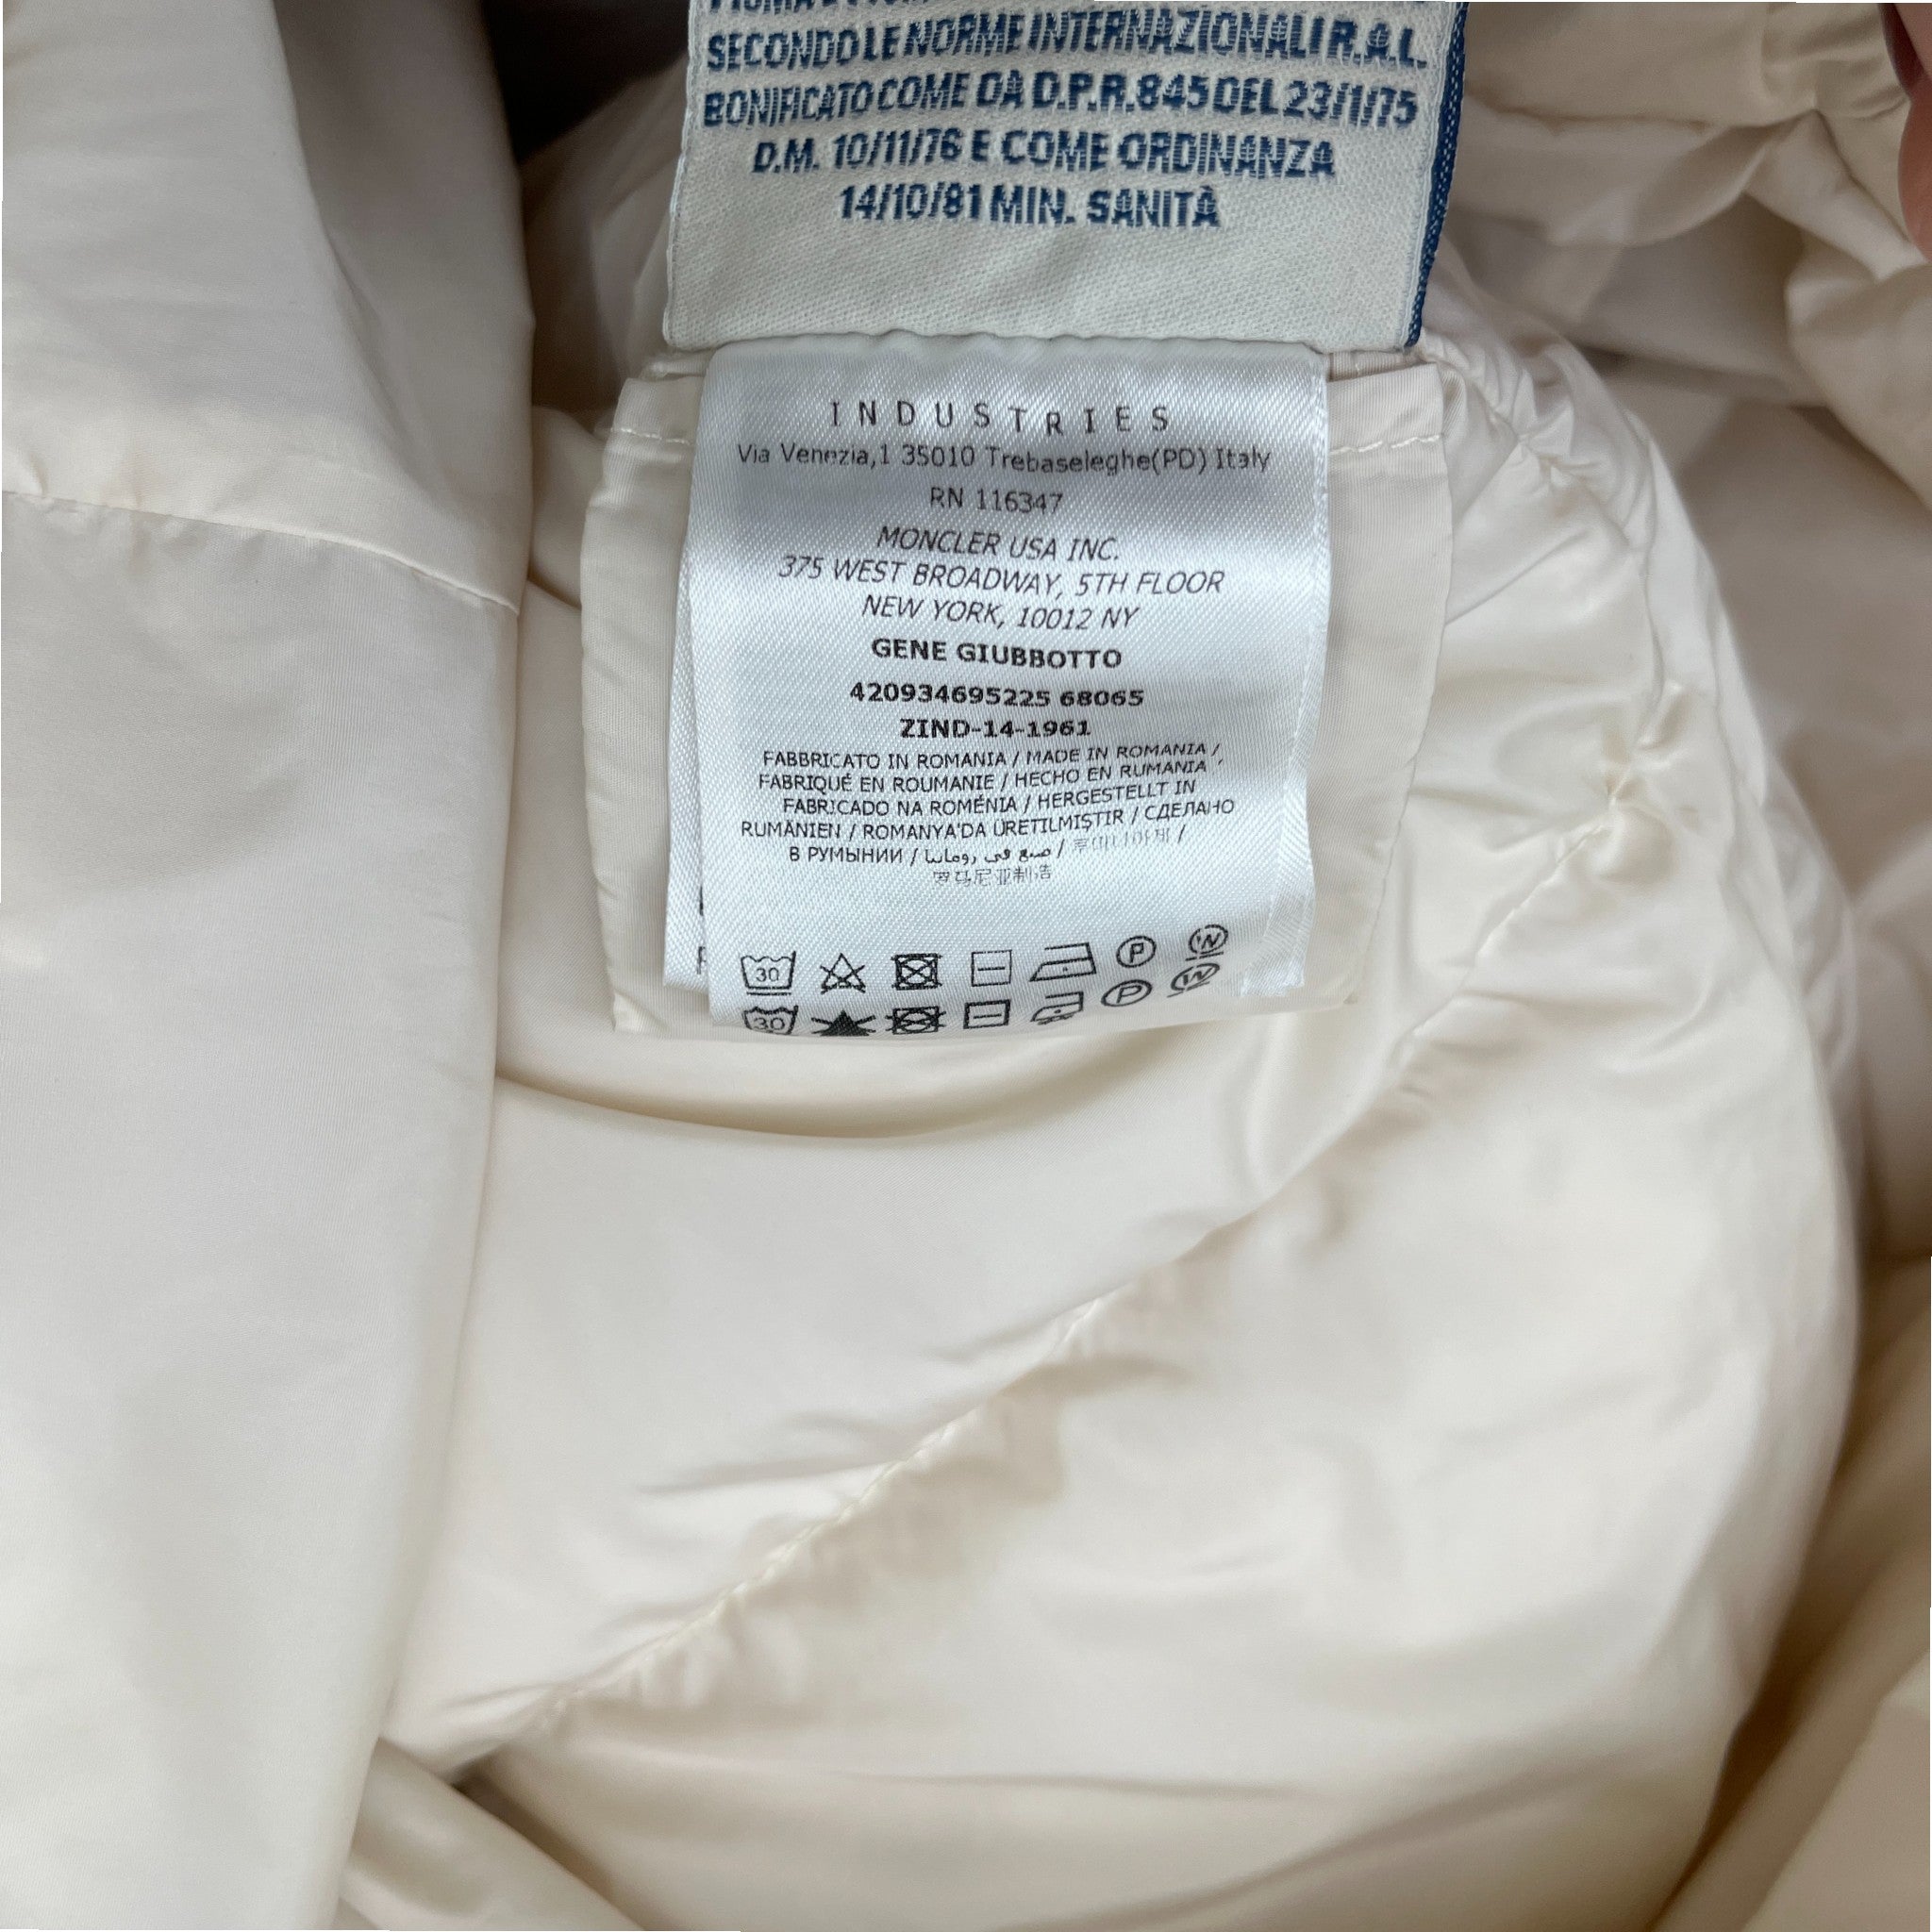 SECONDO LE NORME INTERNAZIONALI R.A.L.
BONIFICATO COME DA D.P.R. 845 DEL 23/1/75
D.M. 10/11/76 E COME ORDINANZA
14/10/81 MIN. SANITÀ
INDUSTRIES
Via Venezia,1 35010 Trebaseleghe(PD) Italy
RN 116347
MONCLER USA INC.
375 WEST BROADWAY, 5TH FLOOR
NEW YORK, 10012 NY
GENE GIUBBOTTO
420934695225 68065
ZIND-14-1961
FABBRICATO IN ROMANIA / MADE IN ROMANIA /
FABRIQUÉ EN ROUMANIE / HECHO EN RUMANIA
FABRICADO NA ROMÉNIA / HERGESTELLT IN
RUMÄNIEN / ROMANYA'DA ÜRETILMIŞTIR / СДЕЛАНО
В РУМЫНИИ / صنع في رومانيا / /
罗马尼亚制造
30 P W
30 P W